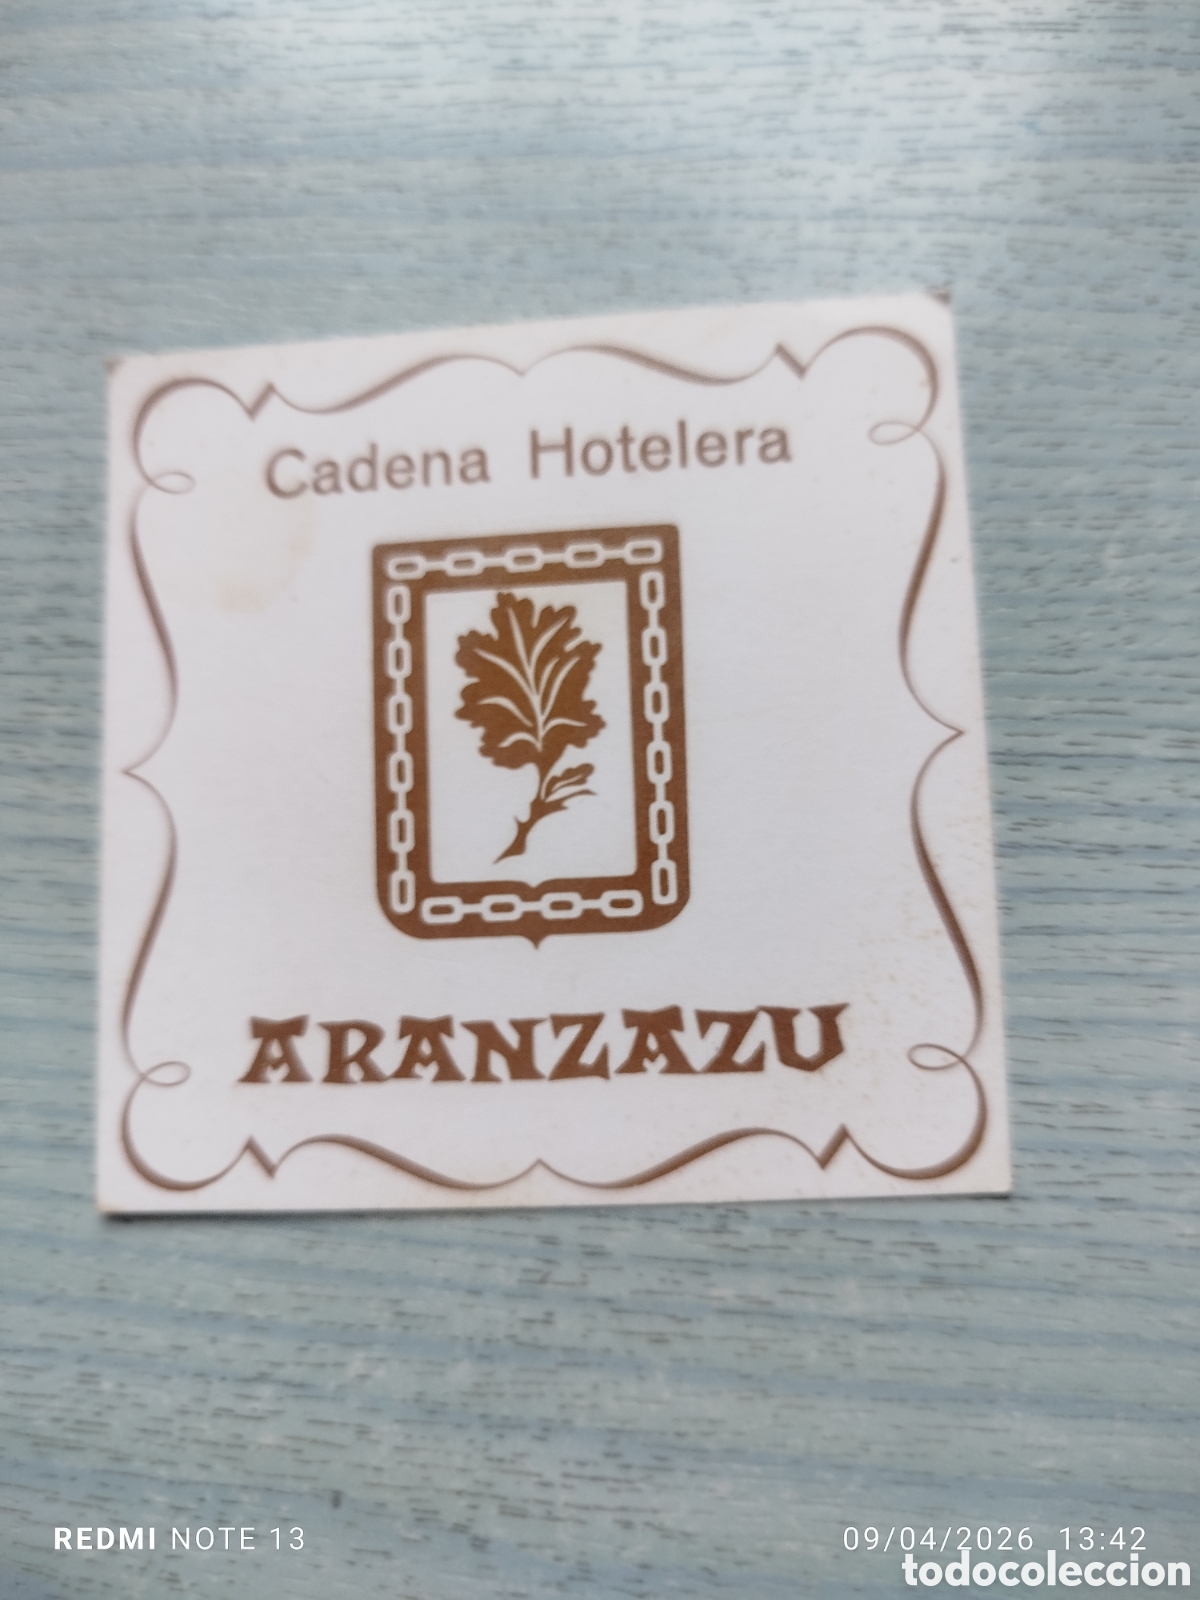 Cadena Hotelera
ARANZAZU
REDMI NOTE 13
09/04/2026 13:42
todocoleccion